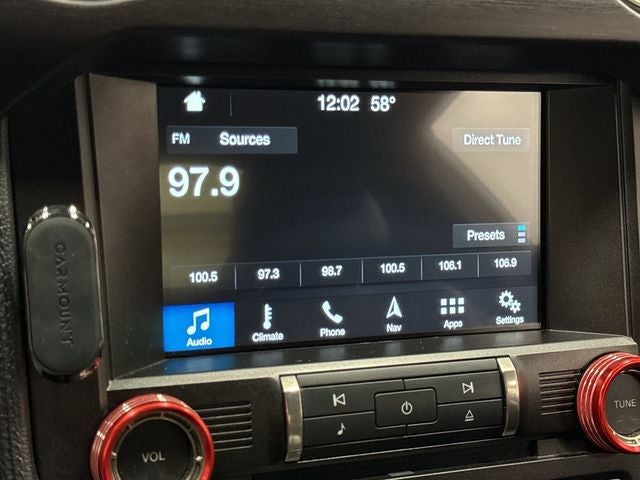 12:02 58°
FM Sources
Direct Tune
97.9
Presets
100.5 97.3 98.7 100.5 106.1 106.9
Audio Climate Phone Nav Apps Settings
CARMOUNT
VOL
TUNE